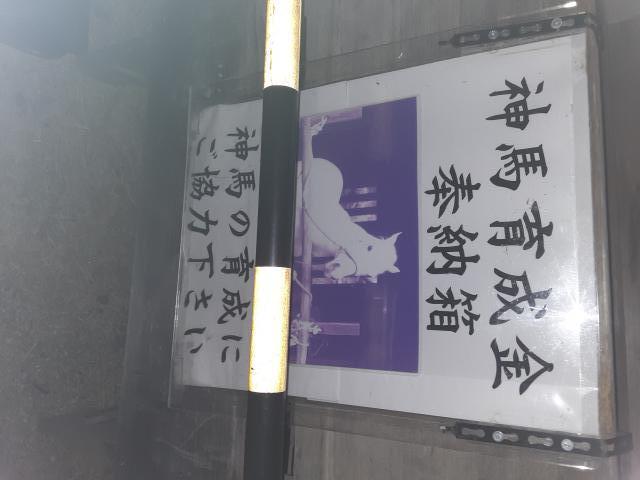 神馬育成金
奉納箱
神馬の育成に
ご協力下さい